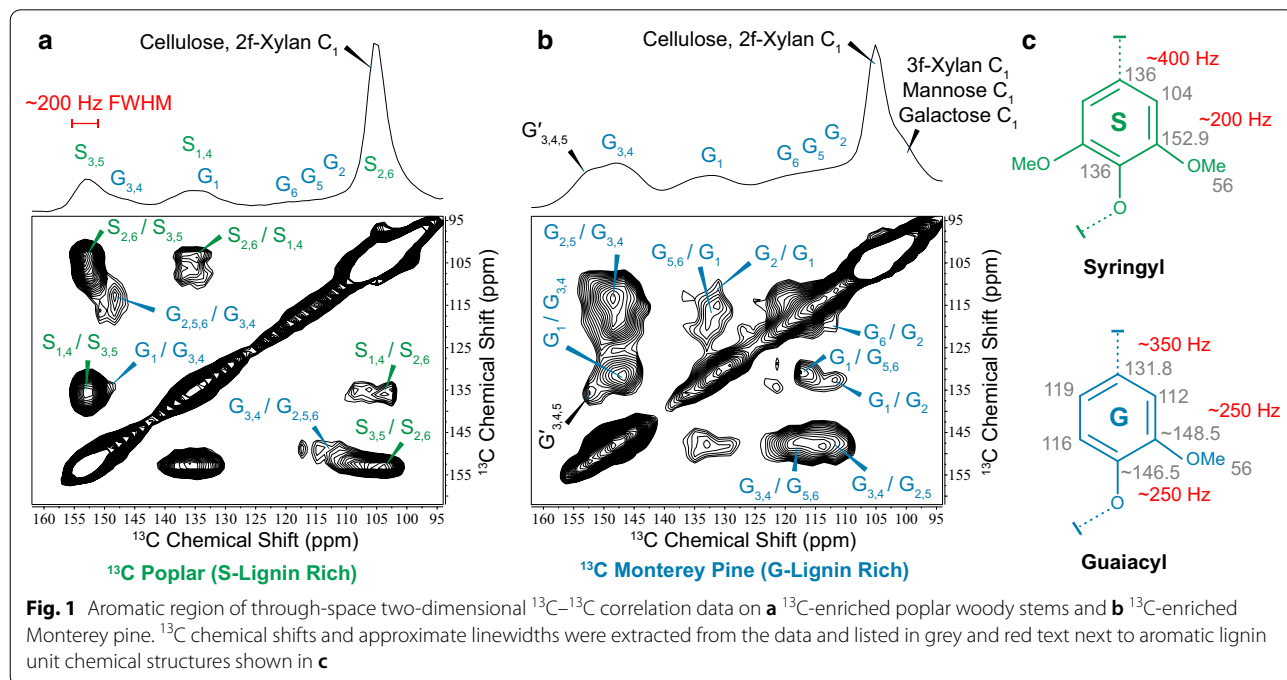 a
Cellulose, 2f-Xylan C1
~200 Hz FWHM
S3,5
G3,4
S1,4
G1
G6
G5
G2
S2,6
S2,6 / S3,5
S2,6 / S1,4
G2,5,6 / G3,4
S1,4 / S3,5
G1 / G3,4
S1,4 / S2,6
G3,4 / G2,5,6
S3,5 / S2,6
95
105
115
125
135
145
155
13C Chemical Shift (ppm)
160 155 150 145 140 135 130 125 120 115 110 105 100 95
13C Chemical Shift (ppm)
13C Poplar (S-Lignin Rich)
b
Cellulose, 2f-Xylan C1
3f-Xylan C1
Mannose C1
Galactose C1
G′3,4,5
G3,4
G1
G6
G5
G2
G2,5 / G3,4
G5,6 / G1
G2 / G1
G1 / G3,4
G6 / G2
G1 / G5,6
G1 / G2
G′3,4,5
G3,4 / G5,6
G3,4 / G2,5
95
105
115
125
135
145
155
13C Chemical Shift (ppm)
160 155 150 145 140 135 130 125 120 115 110 105 100 95
13C Chemical Shift (ppm)
13C Monterey Pine (G-Lignin Rich)
c
~400 Hz
136
104
S
~200 Hz
152.9
MeO
OMe
136
56
O
Syringyl
~350 Hz
131.8
119
112
G
~250 Hz
116
~148.5
OMe
56
~146.5
O
~250 Hz
Guaiacyl
Fig. 1 Aromatic region of through-space two-dimensional 13C–13C correlation data on a 13C-enriched poplar woody stems and b 13C-enriched
Monterey pine. 13C chemical shifts and approximate linewidths were extracted from the data and listed in grey and red text next to aromatic lignin
unit chemical structures shown in c